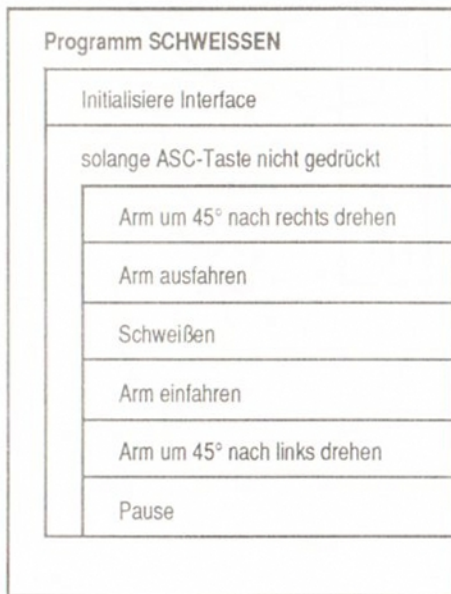 Programm SCHWEISSEN
Initialisiere Interface
solange ASC-Taste nicht gedrückt
Arm um 45° nach rechts drehen
Arm ausfahren
Schweißen
Arm einfahren
Arm um 45° nach links drehen
Pause